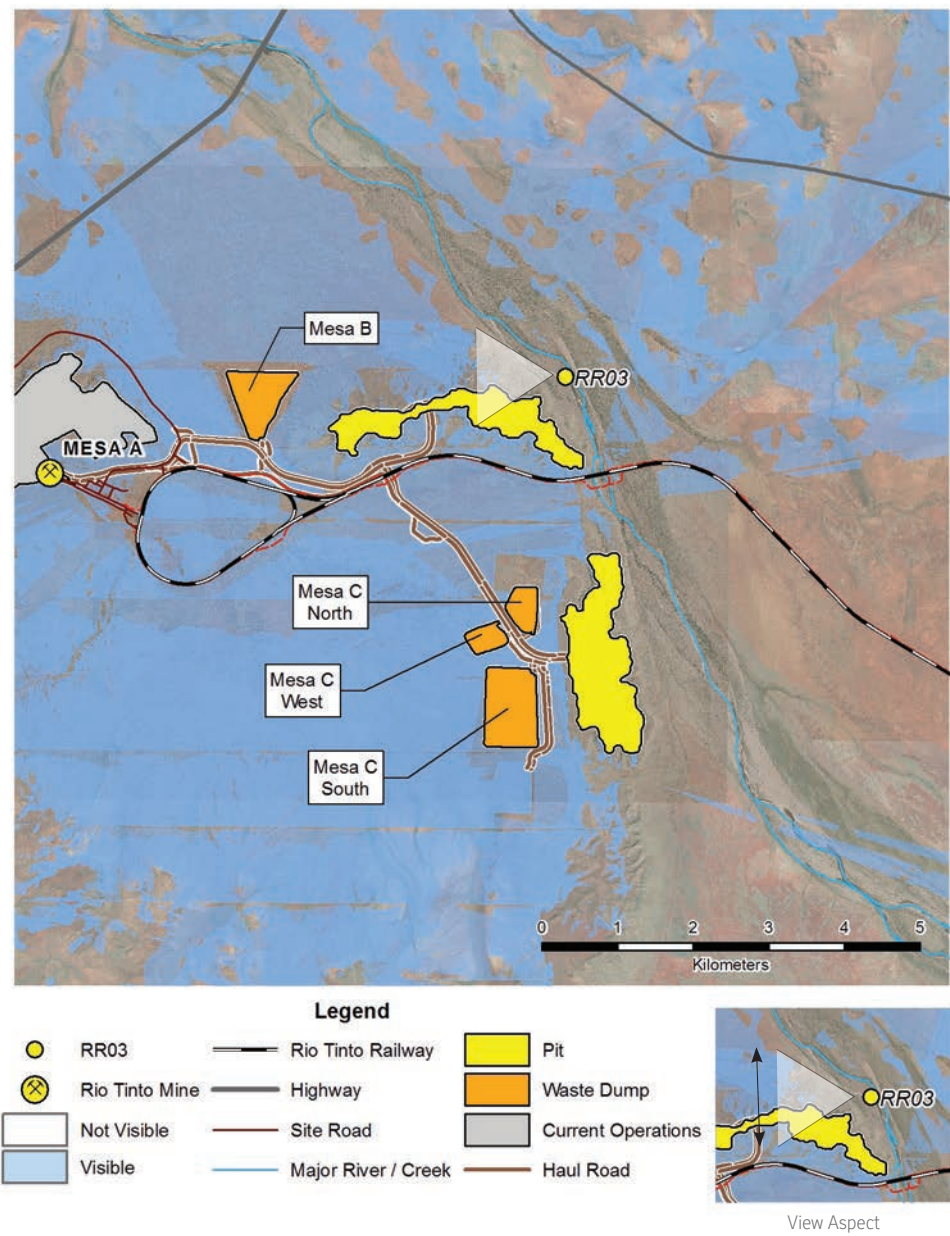 Mesa B
RR03
MESA A
Mesa C
North
Mesa C
West
Mesa C
South
0 1 2 3 4 5
Kilometers
Legend
RR03
Rio Tinto Railway
Pit
Rio Tinto Mine
Highway
Waste Dump
Not Visible
Site Road
Current Operations
Visible
Major River / Creek
Haul Road
RR03
View Aspect